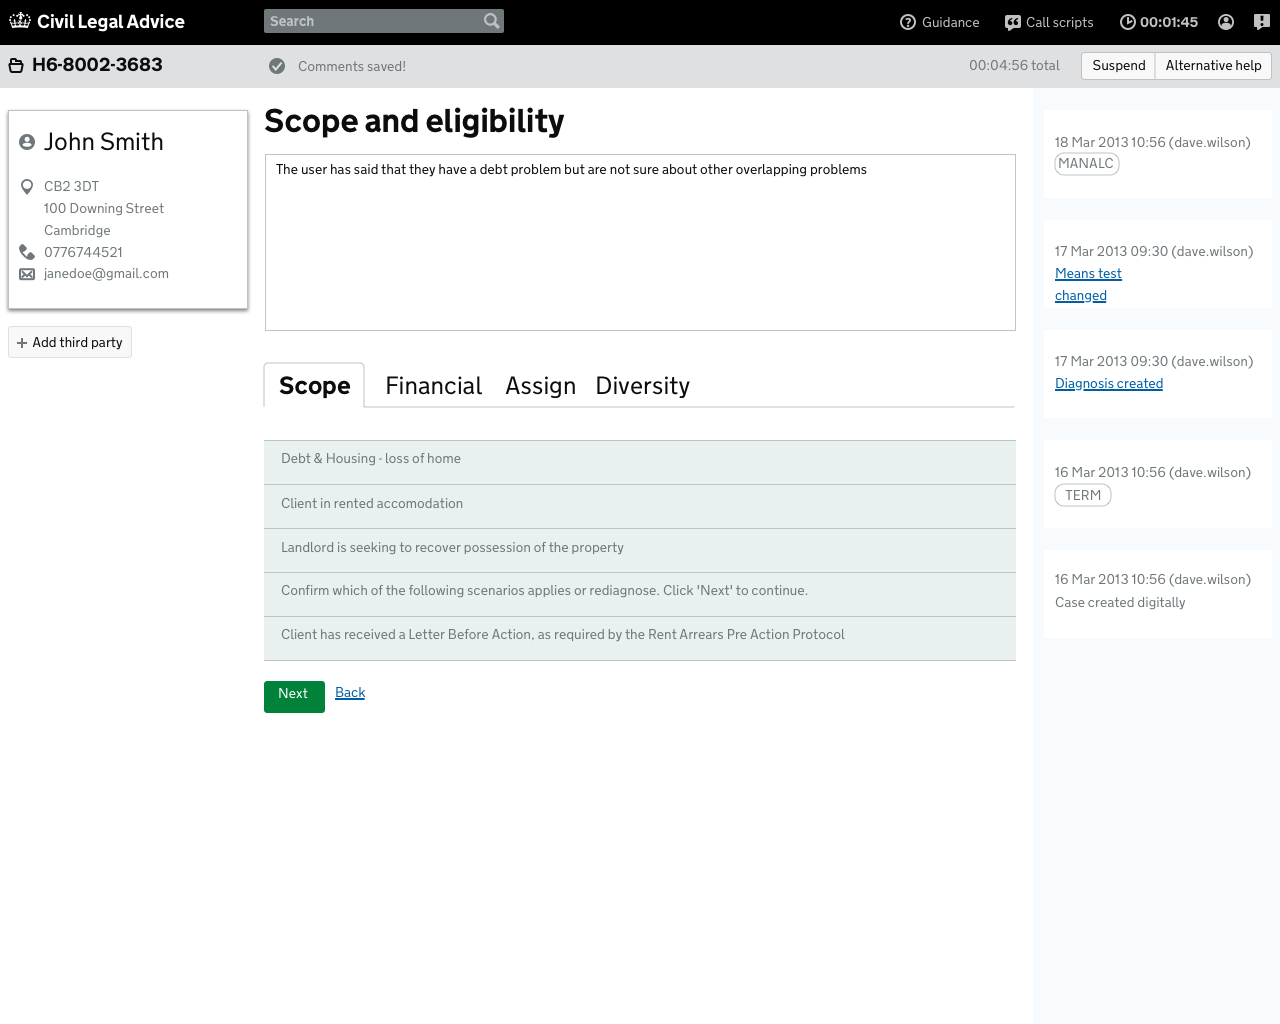 Civil Legal Advice
Search
Guidance
Call scripts
00:01:45
H6-8002-3683
Comments saved!
00:04:56 total
Suspend
Alternative help
John Smith
CB2 3DT
100 Downing Street
Cambridge
0776744521
janedoe@gmail.com
Add third party
Scope and eligibility
The user has said that they have a debt problem but are not sure about other overlapping problems
Scope
Financial
Assign
Diversity
Debt & Housing - loss of home
Client in rented accomodation
Landlord is seeking to recover possession of the property
Confirm which of the following scenarios applies or rediagnose. Click 'Next' to continue.
Client has received a Letter Before Action, as required by the Rent Arrears Pre Action Protocol
Next
Back
18 Mar 2013 10:56 (dave.wilson)
MANALC
17 Mar 2013 09:30 (dave.wilson)
Means test
changed
17 Mar 2013 09:30 (dave.wilson)
Diagnosis created
16 Mar 2013 10:56 (dave.wilson)
TERM
16 Mar 2013 10:56 (dave.wilson)
Case created digitally